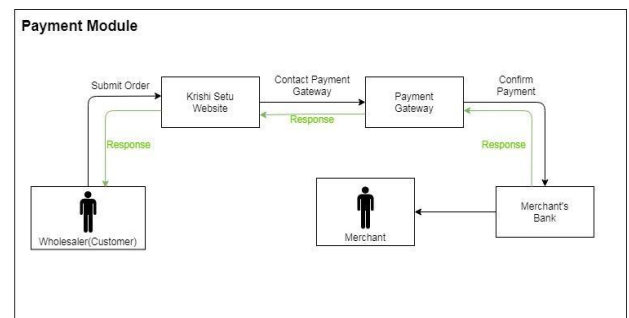 Payment Module
Submit Order
Krishi Setu
Website
Contact Payment
Gateway
Response
Payment
Gateway
Confirm
Payment
Response
Response
Wholesaler(Customer)
Merchant
Merchant's
Bank